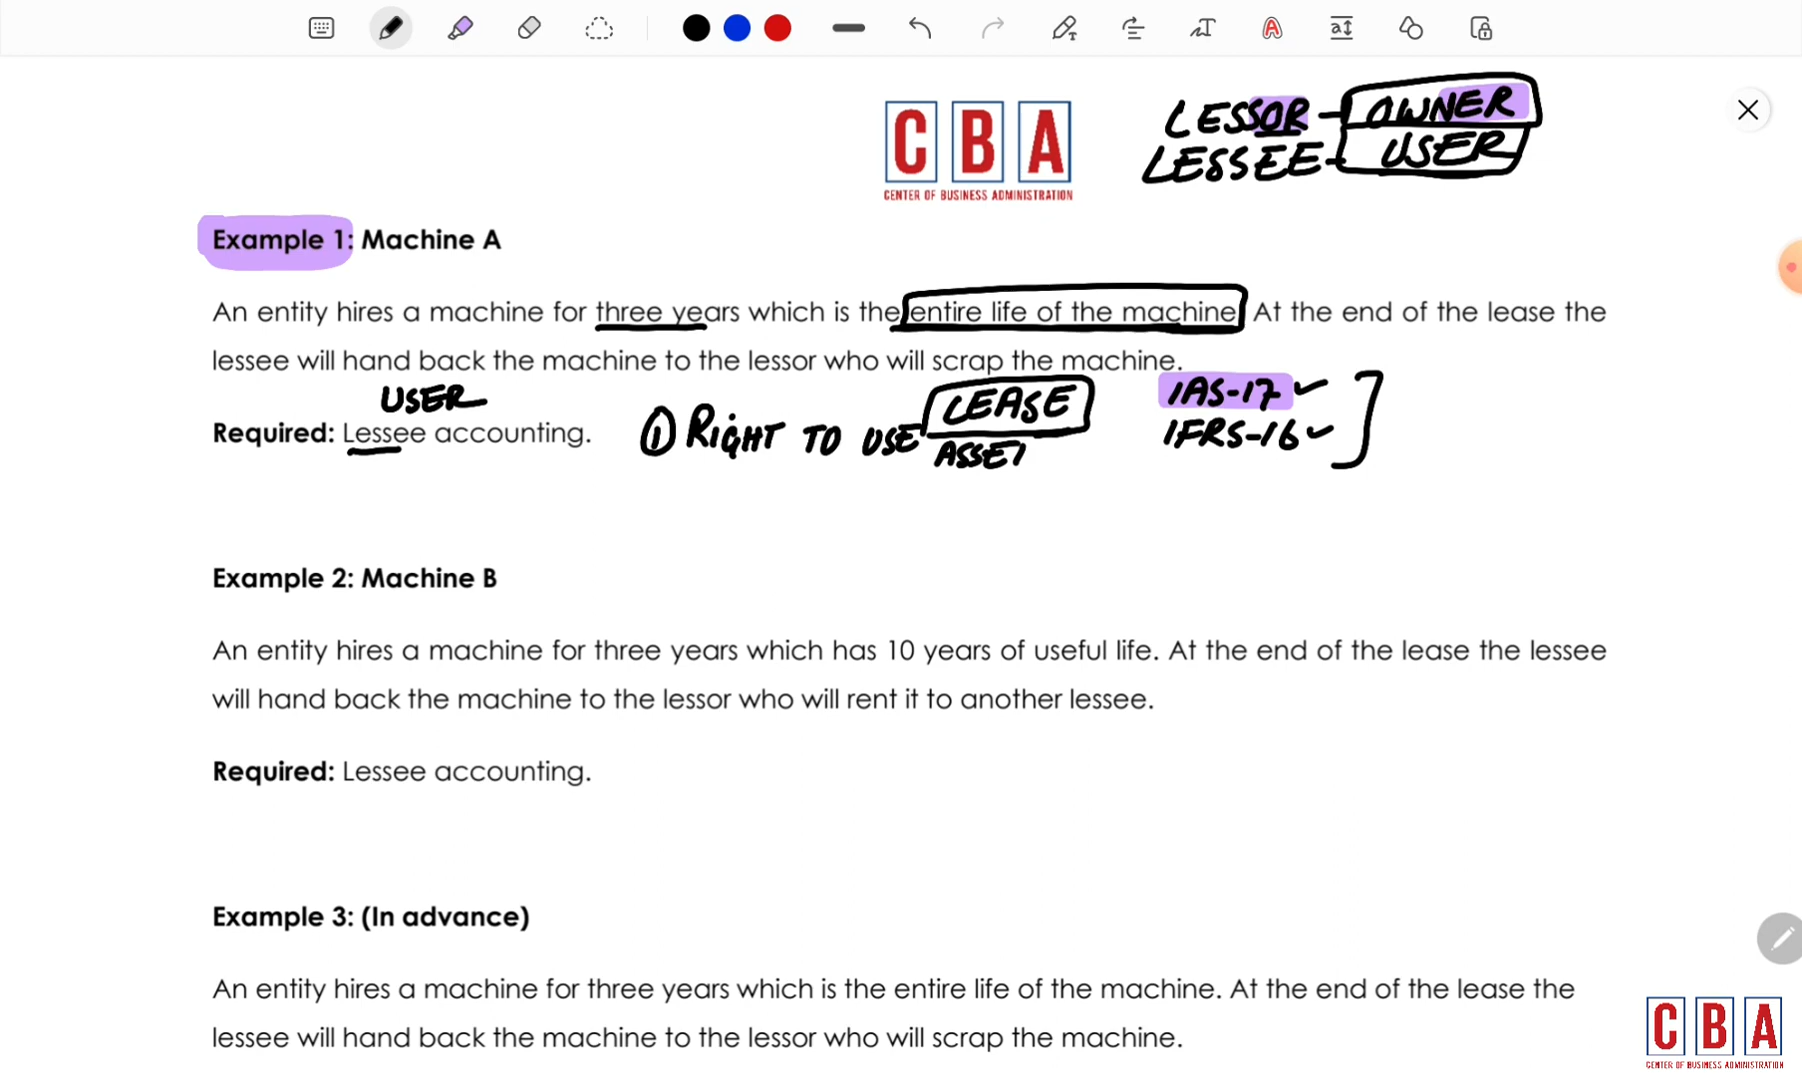 LESSOR - OWNER
LESSEE - USER
C B A
CENTER OF BUSINESS ADMINISTRATION
Example 1: Machine A
An entity hires a machine for three years which is the entire life of the machine. At the end of the lease the
lessee will hand back the machine to the lessor who will scrap the machine.
USER
Required: Lessee accounting.
① RIGHT TO USE LEASE
ASSET
IAS-17 ✓
IFRS-16 ✓
Example 2: Machine B
An entity hires a machine for three years which has 10 years of useful life. At the end of the lease the lessee
will hand back the machine to the lessor who will rent it to another lessee.
Required: Lessee accounting.
Example 3: (In advance)
An entity hires a machine for three years which is the entire life of the machine. At the end of the lease the
lessee will hand back the machine to the lessor who will scrap the machine.
C B A
CENTER OF BUSINESS ADMINISTRATION